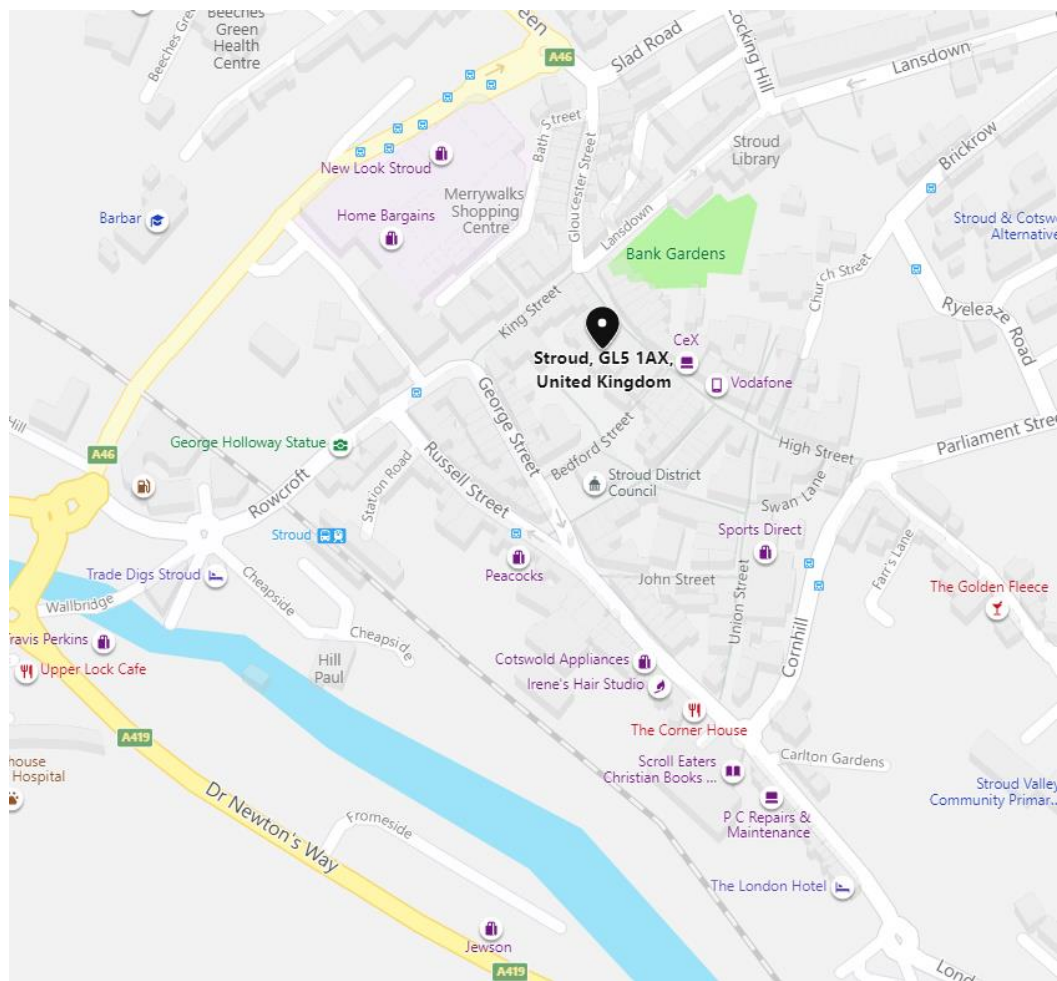 Beeches
Green
Health
Centre
Beeches Green
Green
A46
Slad Road
Locking Hill
Lansdown
Bath Street
Gloucester Street
Stroud
Library
Brickrow
New Look Stroud
Merrywalks
Shopping
Centre
Home Bargains
Barbar
Lansdown
Bank Gardens
Stroud & Cotsw
Alternative
Church Street
Ryeleaze Road
King Street
Stroud, GL5 1AX,
United Kingdom
CeX
Vodafone
George Street
Bedford Street
High Street
Parliament Stree
Hill
A46
George Holloway Statue
Rowcroft
Station Road
Russell Street
Stroud District
Council
Swan Lane
Stroud
Sports Direct
Peacocks
John Street
Union Street
Farr's Lane
The Golden Fleece
Trade Digs Stroud
Wallbridge
Cheapside
Cheapside
Travis Perkins
Upper Lock Cafe
Hill
Paul
Cotswold Appliances
Irene's Hair Studio
Cornhill
The Corner House
A419
house
Hospital
Carlton Gardens
Scroll Eaters
Christian Books ...
Stroud Valley
Community Primar...
P C Repairs &
Maintenance
Dr Newton's Way
Fromeside
The London Hotel
Jewson
A419
Lond